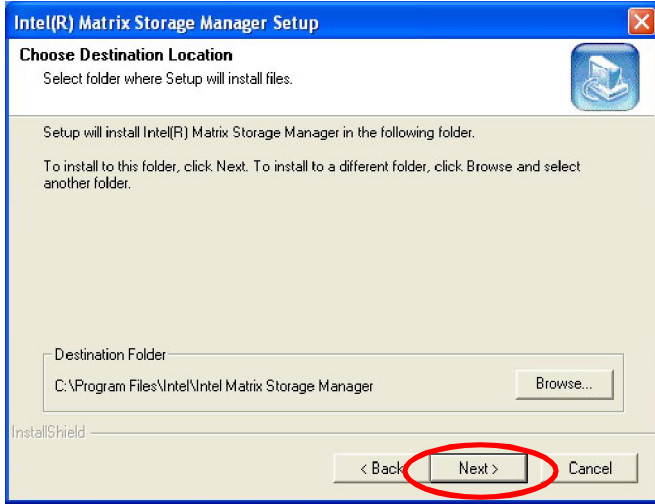 Intel(R) Matrix Storage Manager Setup
Choose Destination Location
Select folder where Setup will install files.
Setup will install Intel(R) Matrix Storage Manager in the following folder.
To install to this folder, click Next. To install to a different folder, click Browse and select
another folder.
Destination Folder
C:\Program Files\Intel\Intel Matrix Storage Manager
Browse...
InstallShield
< Back
Next >
Cancel